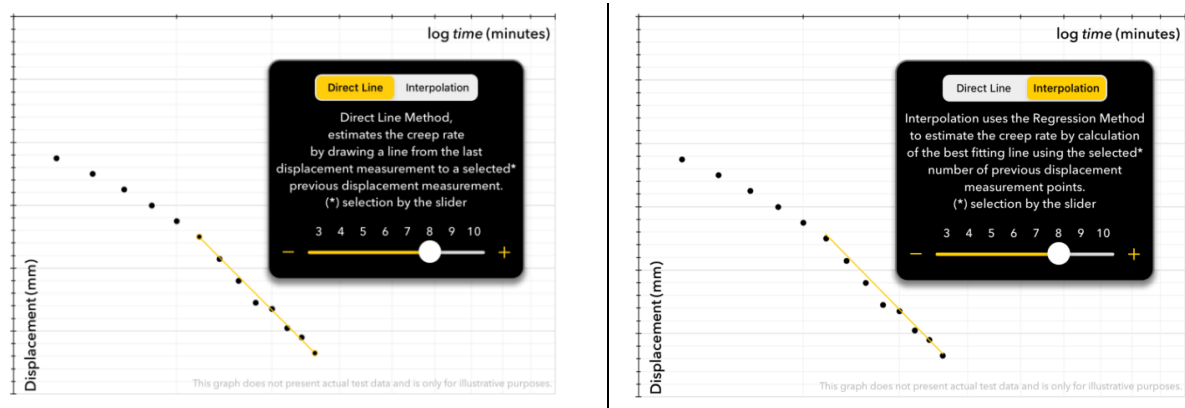 log time (minutes)
Direct Line
Interpolation
Direct Line Method,
estimates the creep rate
by drawing a line from the last
displacement measurement to a selected*
previous displacement measurement.
(*) selection by the slider
3 4 5 6 7 8 9 10
− +
Displacement (mm)
This graph does not present actual test data and is only for illustrative purposes.
log time (minutes)
Direct Line
Interpolation
Interpolation uses the Regression Method
to estimate the creep rate by calculation
of the best fitting line using the selected*
number of previous displacement
measurement points.
(*) selection by the slider
3 4 5 6 7 8 9 10
− +
Displacement (mm)
This graph does not present actual test data and is only for illustrative purposes.